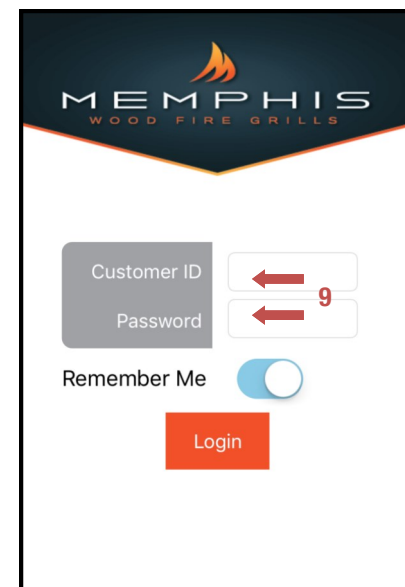 MEMPHIS
WOOD FIRE GRILLS
Customer ID
9
Password
Remember Me
Login